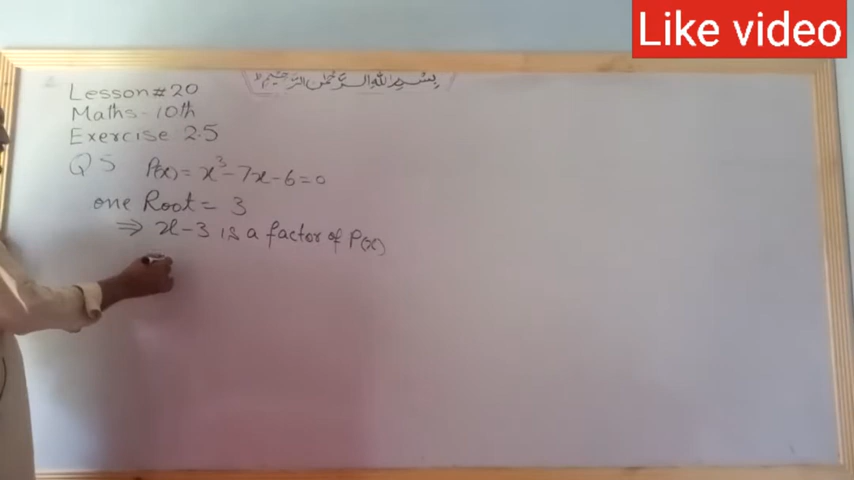 Like video
بسم الله الرحمن الرحيم
Lesson#20
Maths-10th
Exercise 2.5
Q5 P(x) = x³-7x-6=0
one Root = 3
⇒ x-3 is a factor of P(x)